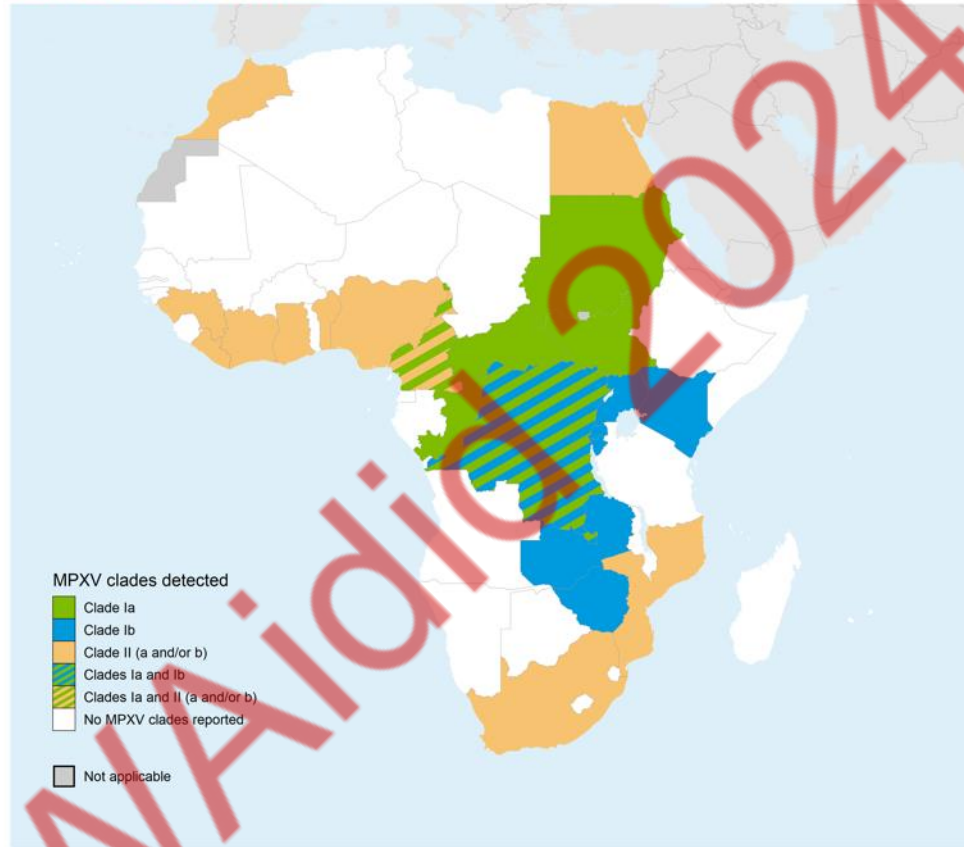 MPXV clades detected
Clade Ia
Clade Ib
Clade II (a and/or b)
Clades Ia and Ib
Clades Ia and II (a and/or b)
No MPXV clades reported
Not applicable
WAidid 2024